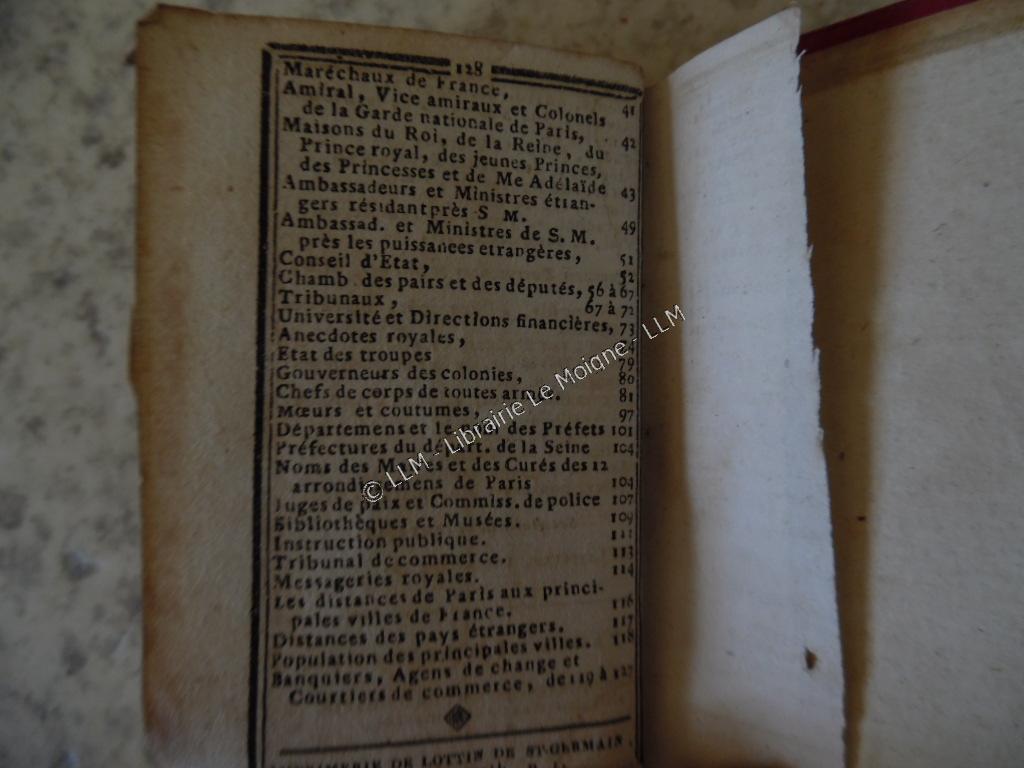 128
Maréchaux de France,
Amiral, Vice amiraux et Colonels 41
de la Garde nationale de Paris, 42
Maisons du Roi, de la Reine, du
Prince royal, des jeunes Princes,
des Princesses et de Me Adélaïde 43
Ambassadeurs et Ministres étran-
gers résidantprès S M. 49
Ambassad. et Ministres de S. M.
près les puissances etrangères, 51
Conseil d'Etat, 52
Chamb. des pairs et des députés, 56 à 67
Tribunaux, 67 à 72
Université et Directions financières, 73
Anecdotes royales,
Etat des troupes 79
Gouverneurs des colonies, 80
Chefs de corps de toutes armes. 81
Mœurs et coutumes, 97
Départemens et le des Préfets 101
Préfectures du départ. de la Seine 104
Noms des Maires et des Curés des 12
arrondissemens de Paris 104
Juges de paix et Commiss. de police 107
Bibliothèques et Musées. 109
Instruction publique. 111
Tribunal de commerce. 113
Messageries royales. 114
Les distances de Paris aux princi-
pales villes de France. 116
Distances des pays étrangers. 117
Population des principales villes. 118
Banquiers, Agens de change et
Courtiers de commerce, de 119 à 127
IMPRIMERIE DE LOTTIN DE ST-GERMAIN,
© LLM - Librairie Le Moigne - LLM